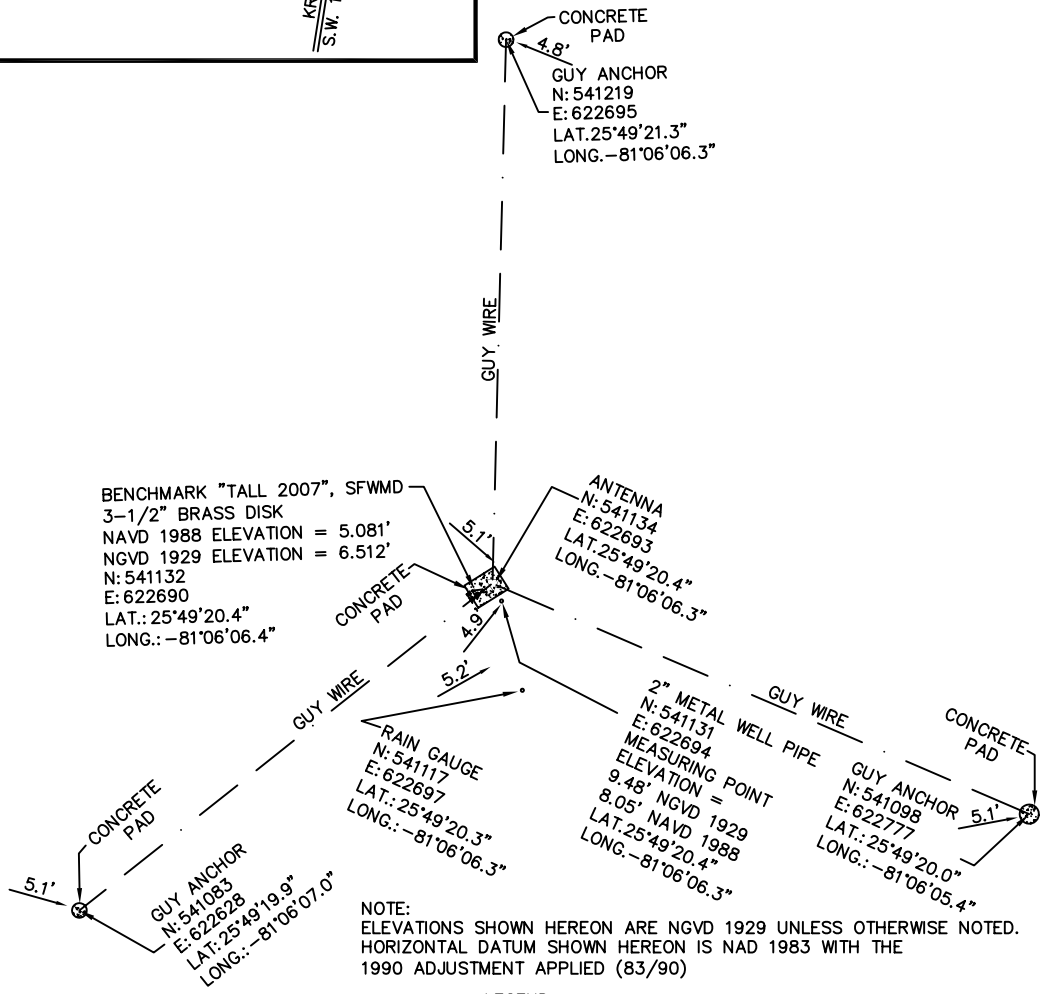 KR
S.W. 1
CONCRETE
PAD
4.8'
GUY ANCHOR
N:541219
E:622695
LAT.25°49'21.3"
LONG.-81°06'06.3"
GUY WIRE
BENCHMARK "TALL 2007", SFWMD
3-1/2" BRASS DISK
NAVD 1988 ELEVATION = 5.081'
NGVD 1929 ELEVATION = 6.512'
N:541132
E:622690
LAT.:25°49'20.4"
LONG.:-81°06'06.4"
ANTENNA
N:541134
E:622693
LAT.25°49'20.4"
LONG.-81°06'06.3"
5.1'
CONCRETE
PAD
4.9'
5.2'
GUY WIRE
GUY WIRE
RAIN GAUGE
N:541117
E:622697
LAT.:25°49'20.3"
LONG.:-81°06'06.3"
2" METAL WELL PIPE
N:541131
E:622694
MEASURING POINT
ELEVATION =
9.48' NGVD 1929
8.05' NAVD 1988
LAT.25°49'20.4"
LONG.-81°06'06.3"
CONCRETE
PAD
GUY ANCHOR
N:541098
E:622777
LAT.:25°49'20.0"
LONG.:-81°06'05.4"
5.1'
CONCRETE
PAD
5.1'
GUY ANCHOR
N:541083
E:622628
LAT:25°49'19.9"
LONG.:-81°06'07.0"
NOTE:
ELEVATIONS SHOWN HEREON ARE NGVD 1929 UNLESS OTHERWISE NOTED.
HORIZONTAL DATUM SHOWN HEREON IS NAD 1983 WITH THE
1990 ADJUSTMENT APPLIED (83/90)